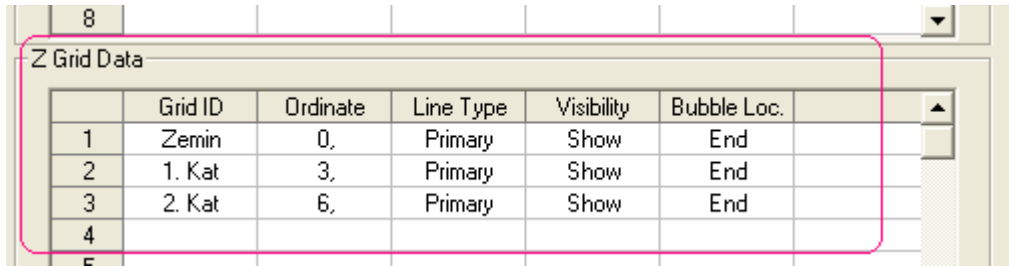 8
Z Grid Data
Grid ID Ordinate Line Type Visibility Bubble Loc.
1 Zemin 0, Primary Show End
2 1. Kat 3, Primary Show End
3 2. Kat 6, Primary Show End
4
5